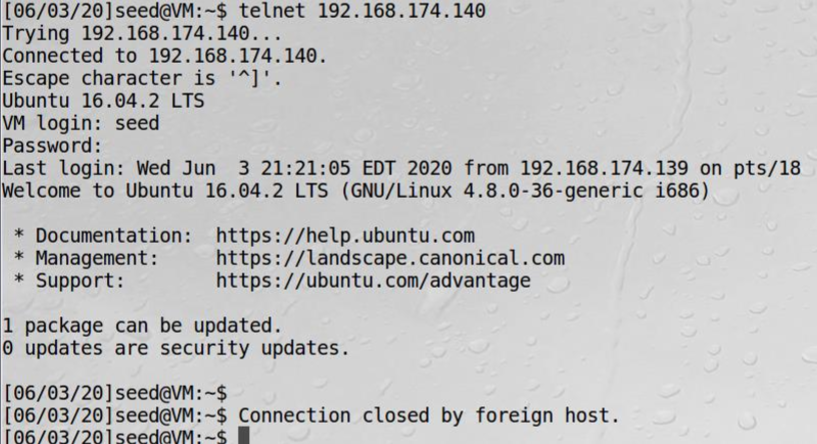 [06/03/20]seed@VM:~$ telnet 192.168.174.140
Trying 192.168.174.140...
Connected to 192.168.174.140.
Escape character is '^]'.
Ubuntu 16.04.2 LTS
VM login: seed
Password:
Last login: Wed Jun  3 21:21:05 EDT 2020 from 192.168.174.139 on pts/18
Welcome to Ubuntu 16.04.2 LTS (GNU/Linux 4.8.0-36-generic i686)

 * Documentation:  https://help.ubuntu.com
 * Management:     https://landscape.canonical.com
 * Support:        https://ubuntu.com/advantage

1 package can be updated.
0 updates are security updates.

[06/03/20]seed@VM:~$
[06/03/20]seed@VM:~$ Connection closed by foreign host.
[06/03/20]seed@VM:~$